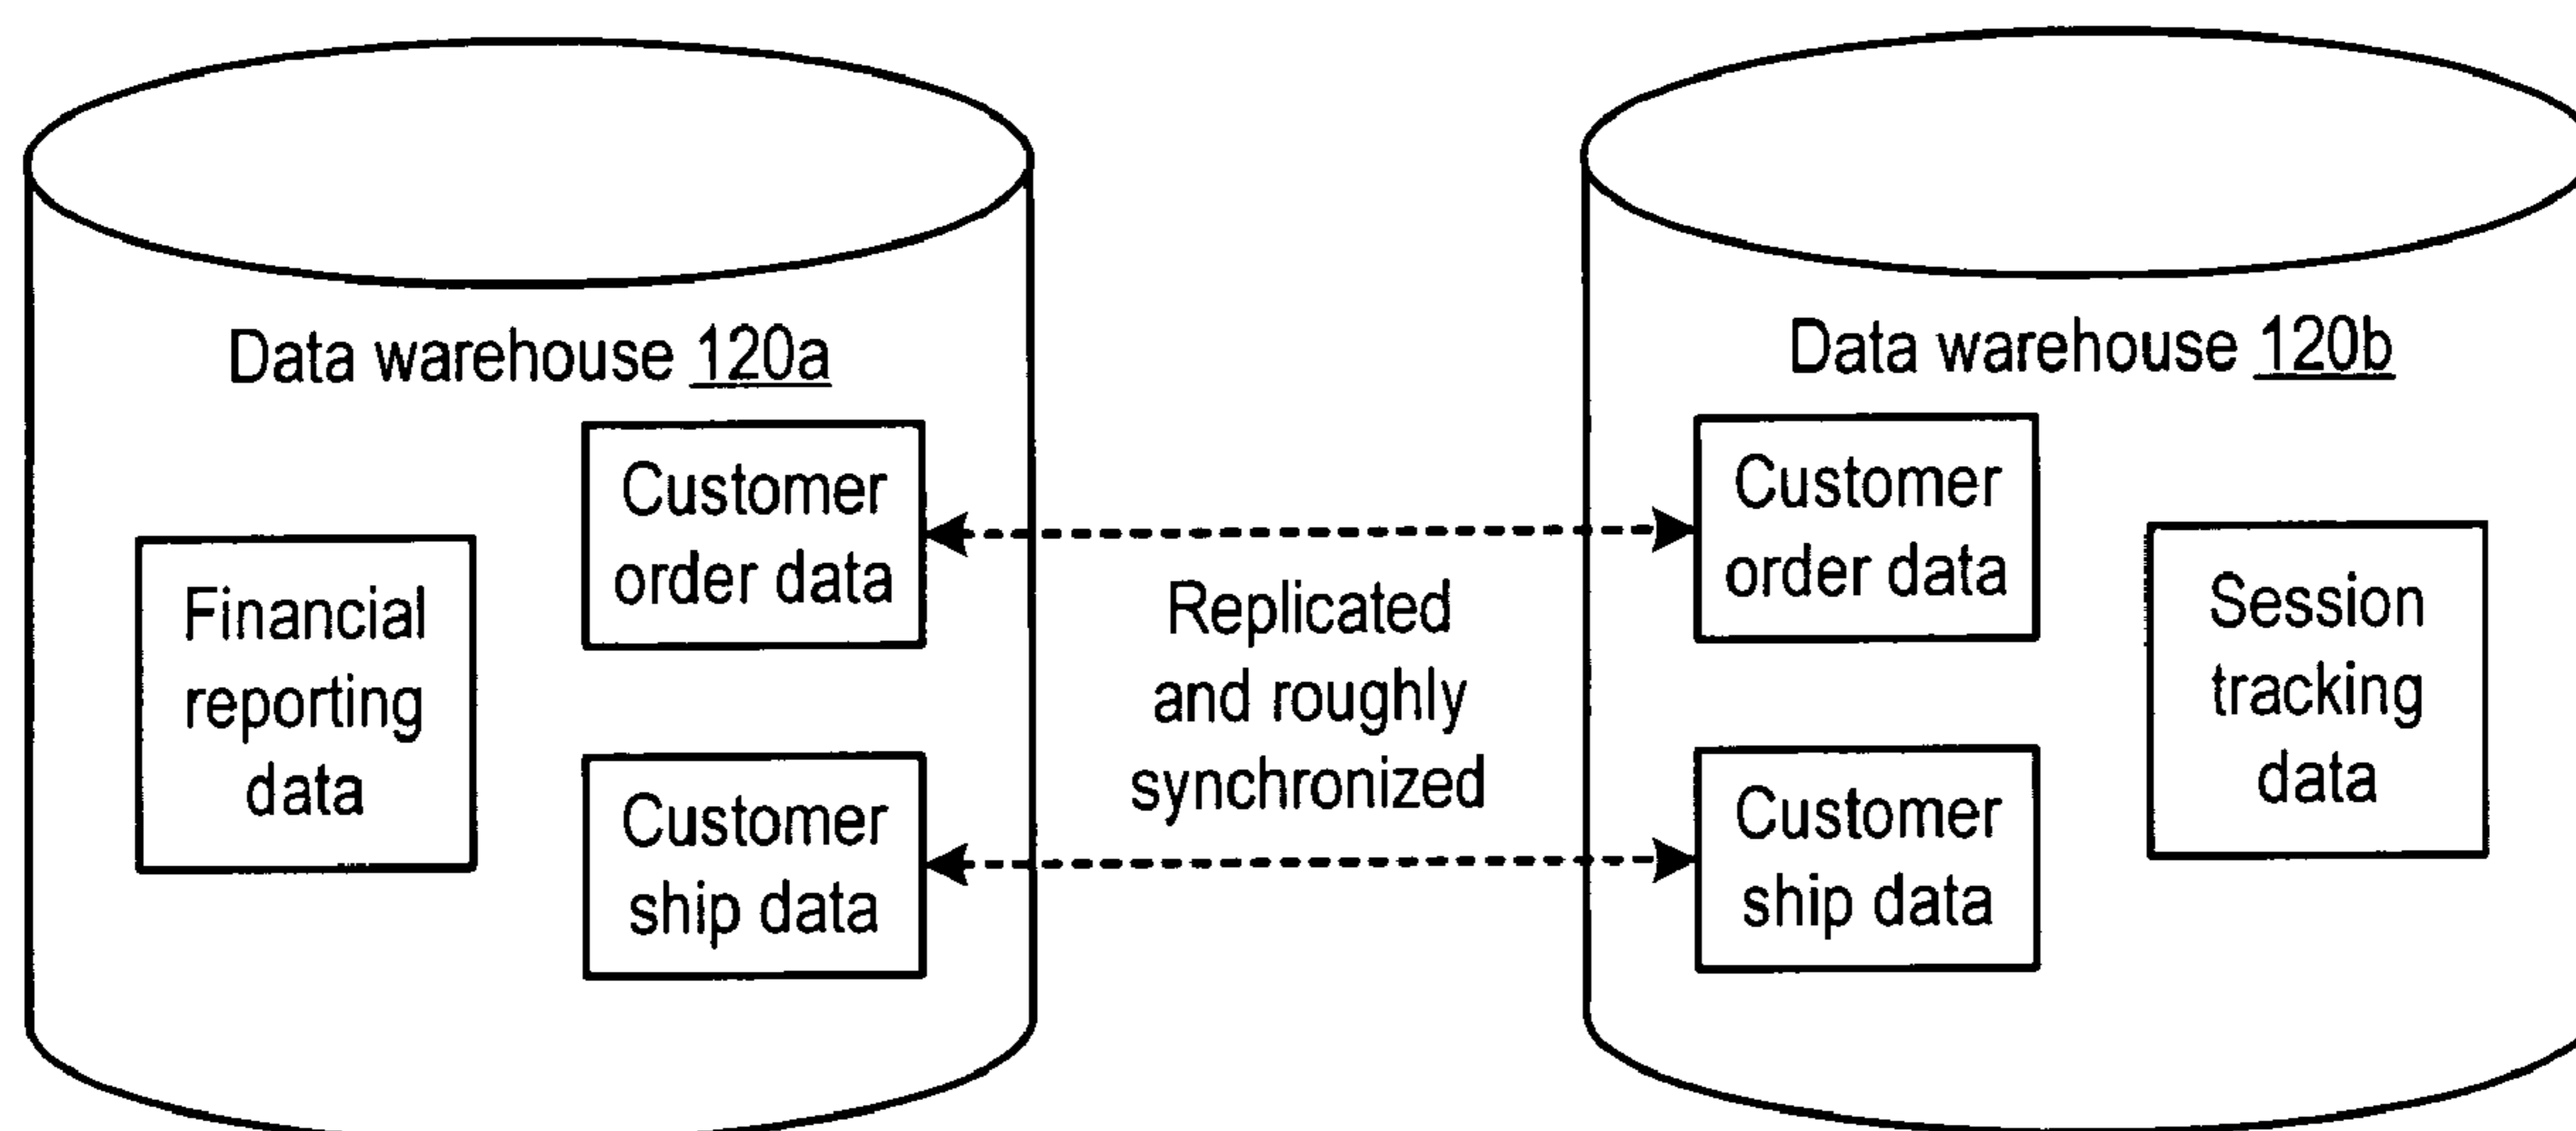 Data warehouse 120a
Financial
reporting
data
Customer
order data
Customer
ship data
Replicated
and roughly
synchronized
Data warehouse 120b
Customer
order data
Customer
ship data
Session
tracking
data